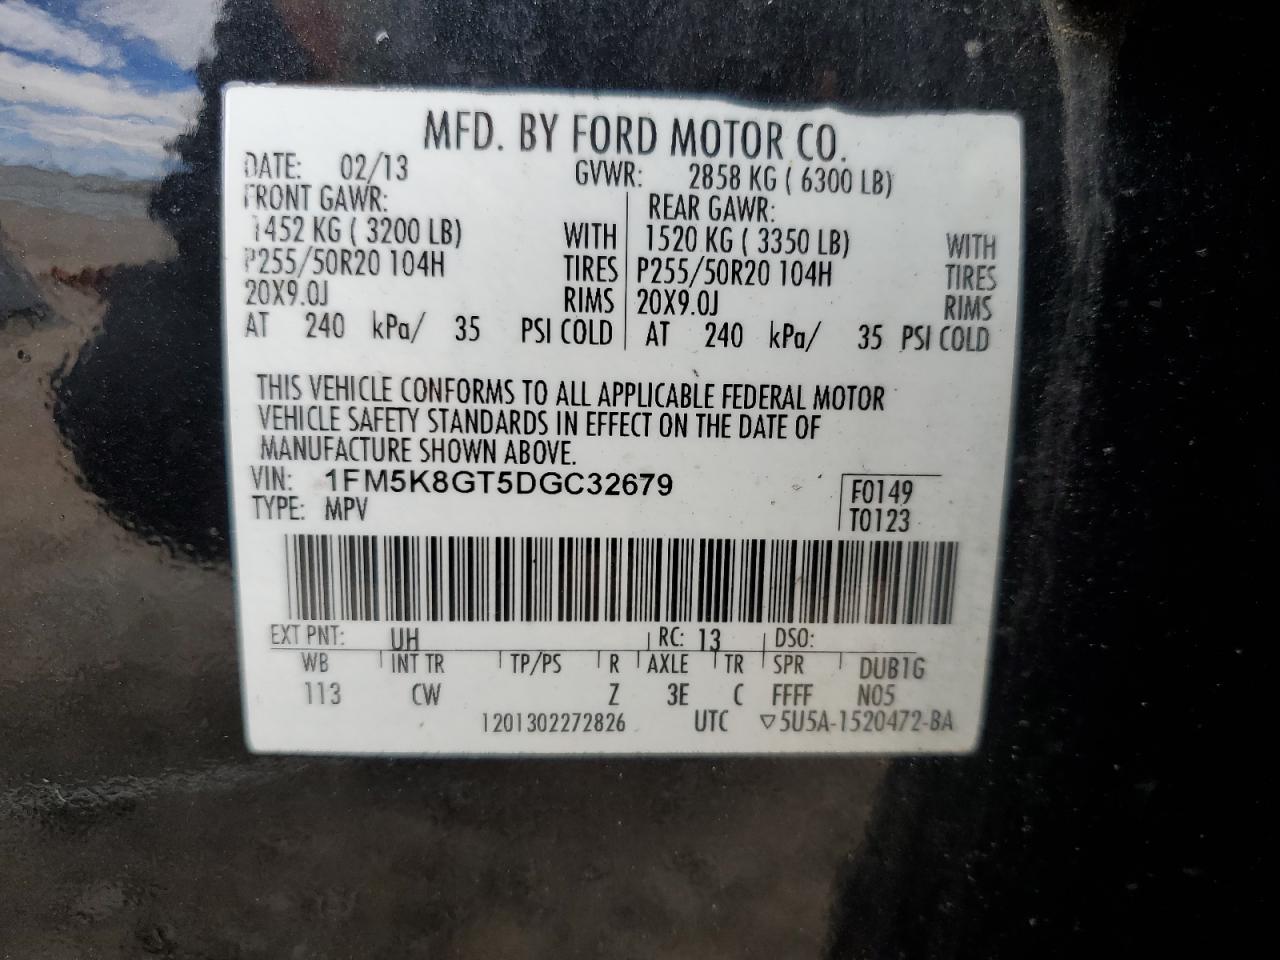 MFD. BY FORD MOTOR CO.
DATE: 02/13 GVWR: 2858 KG ( 6300 LB)
FRONT GAWR: REAR GAWR:
1452 KG ( 3200 LB) WITH 1520 KG ( 3350 LB) WITH
P255/50R20 104H TIRES P255/50R20 104H TIRES
20X9.0J RIMS 20X9.0J RIMS
AT 240 kPa/ 35 PSI COLD AT 240 kPa/ 35 PSI COLD
THIS VEHICLE CONFORMS TO ALL APPLICABLE FEDERAL MOTOR
VEHICLE SAFETY STANDARDS IN EFFECT ON THE DATE OF
MANUFACTURE SHOWN ABOVE.
VIN: 1FM5K8GT5DGC32679 F0149
TYPE: MPV T0123
EXT PNT: UH RC: 13 DSO:
WB INT TR TP/PS R AXLE TR SPR DUB1G
113 CW Z 3E C FFFF N05
1201302272826 UTC ▽5U5A-1520472-BA